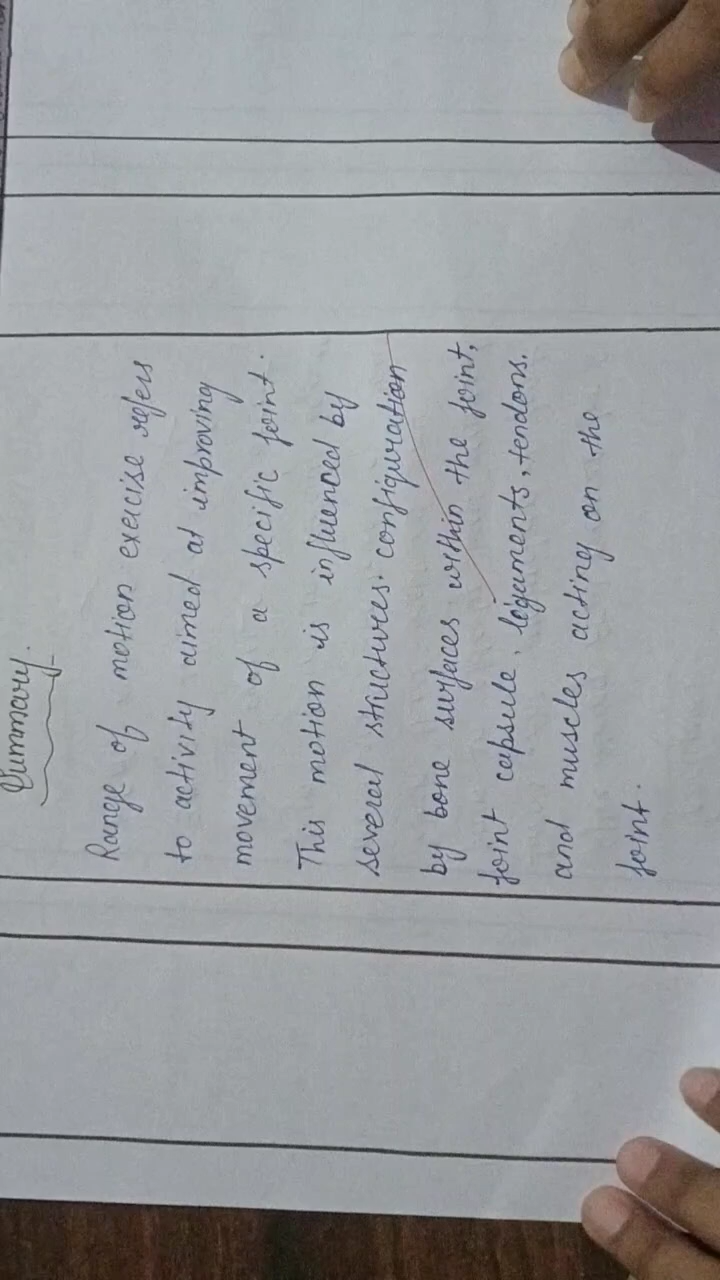 Summary.
Range of motion exercise refers
to activity aimed at improving
movement of a specific joint.
This motion is influenced by
several structures. configuration
by bone surfaces within the joint,
joint capsule, ligaments, tendons.
and muscles acting on the
joint.